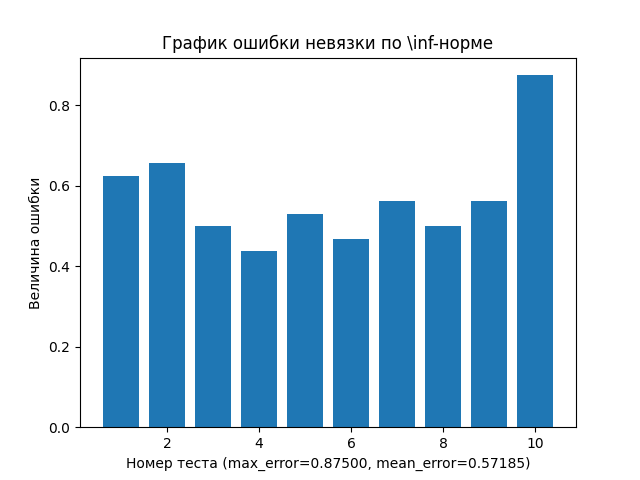 График ошибки невязки по \inf-норме
Величина ошибки
0.8
0.6
0.4
0.2
0.0
2 4 6 8 10
Номер теста (max_error=0.87500, mean_error=0.57185)